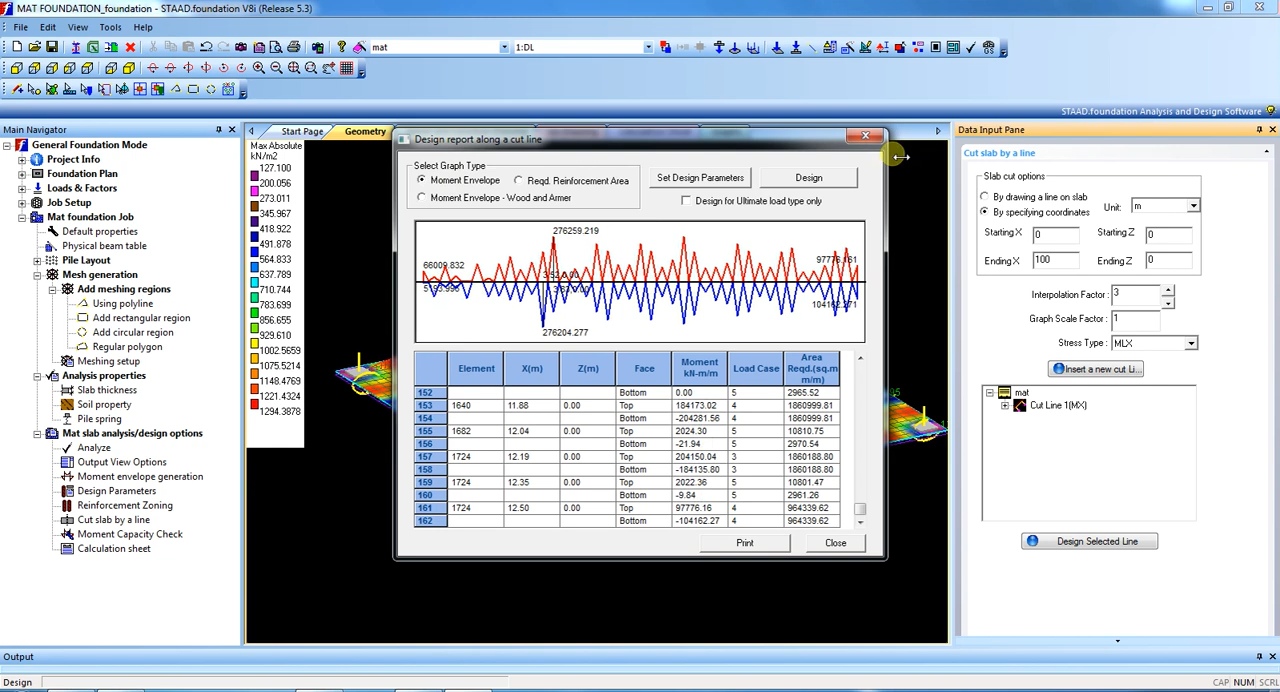 MAT FOUNDATION_foundation - STAAD.foundation V8i (Release 5.3)
File Edit View Tools Help
mat 1:DL
STAAD.foundation Analysis and Design Software
Main Navigator
General Foundation Mode
Project Info
Foundation Plan
Loads & Factors
Job Setup
Mat foundation Job
Default properties
Physical beam table
Pile Layout
Mesh generation
Add meshing regions
Using polyline
Add rectangular region
Add circular region
Regular polygon
Meshing setup
Analysis properties
Slab thickness
Soil property
Pile spring
Mat slab analysis/design options
Analyze
Output View Options
Moment envelope generation
Design Parameters
Reinforcement Zoning
Cut slab by a line
Moment Capacity Check
Calculation sheet
Start Page Geometry
Max Absolute
kN/m2
127.100
200.056
273.011
345.967
418.922
491.878
564.833
637.789
710.744
783.699
856.655
929.610
1002.5659
1075.5214
1148.4769
1221.4324
1294.3878
Design report along a cut line
Select Graph Type
Moment Envelope Reqd. Reinforcement Area
Moment Envelope - Wood and Armer
Set Design Parameters Design
Design for Ultimate load type only
276259.219
66009.832
97776.161
104162.271
276204.277
Element X(m) Z(m) Face Moment kN-m/m Load Case Area Reqd.(sq.mm/m)
152 Bottom 0.00 5 2965.52
153 1640 11.88 0.00 Top 184173.02 4 1860999.81
154 Bottom -204281.56 4 1860999.81
155 1682 12.04 0.00 Top 2024.30 5 10810.75
156 Bottom -21.94 5 2970.54
157 1724 12.19 0.00 Top 204150.04 3 1860188.80
158 Bottom -184135.80 3 1860188.80
159 1724 12.35 0.00 Top 2022.36 5 10801.47
160 Bottom -9.84 5 2961.26
161 1724 12.50 0.00 Top 97776.16 4 964339.62
162 Bottom -104162.27 4 964339.62
Print Close
Data Input Pane
Cut slab by a line
Slab cut options
By drawing a line on slab
By specifying coordinates Unit: m
Starting X 0 Starting Z 0
Ending X 100 Ending Z 0
Interpolation Factor : 3
Graph Scale Factor : 1
Stress Type : MLX
Insert a new cut Li...
mat
Cut Line 1(MX)
Design Selected Line
Output
Design
CAP NUM SCRL